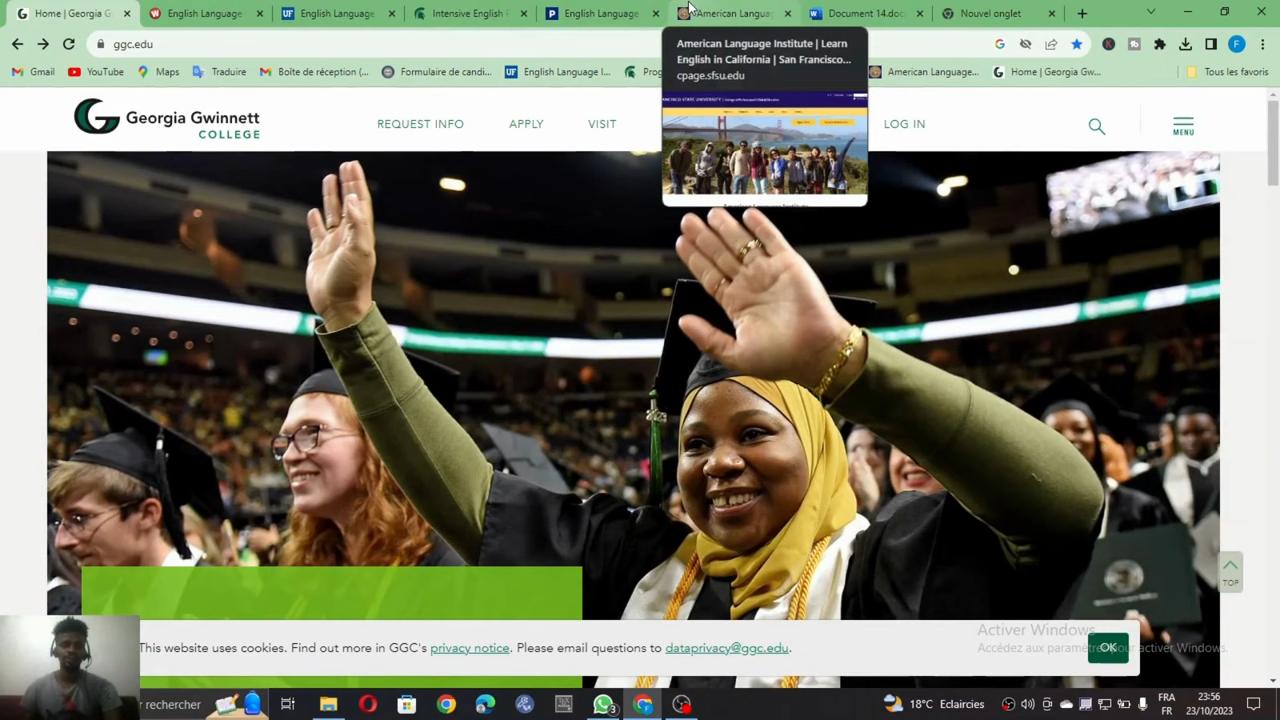 Home | Georgia G
English Language
English Language
Intensive English
English Language
American Langua
Document 14.doc
Nouvel onglet
ggc.edu
Gmail
YouTube
Maps
Traduire
Boîte de réception (...
Formulaire de candi...
English Language I...
Prog
American Language...
Home | Georgia Gw...
Tous les favoris
American Language Institute | Learn
English in California | San Francisco...
cpage.sfsu.edu
Georgia Gwinnett
COLLEGE
REQUEST INFO
APPLY
VISIT
LOG IN
MENU
TOP
This website uses cookies. Find out more in GGC's privacy notice. Please email questions to dataprivacy@ggc.edu.
OK
Activer Windows
r rechercher
18°C Eclaircies
FRA
FR
23:56
23/10/2023